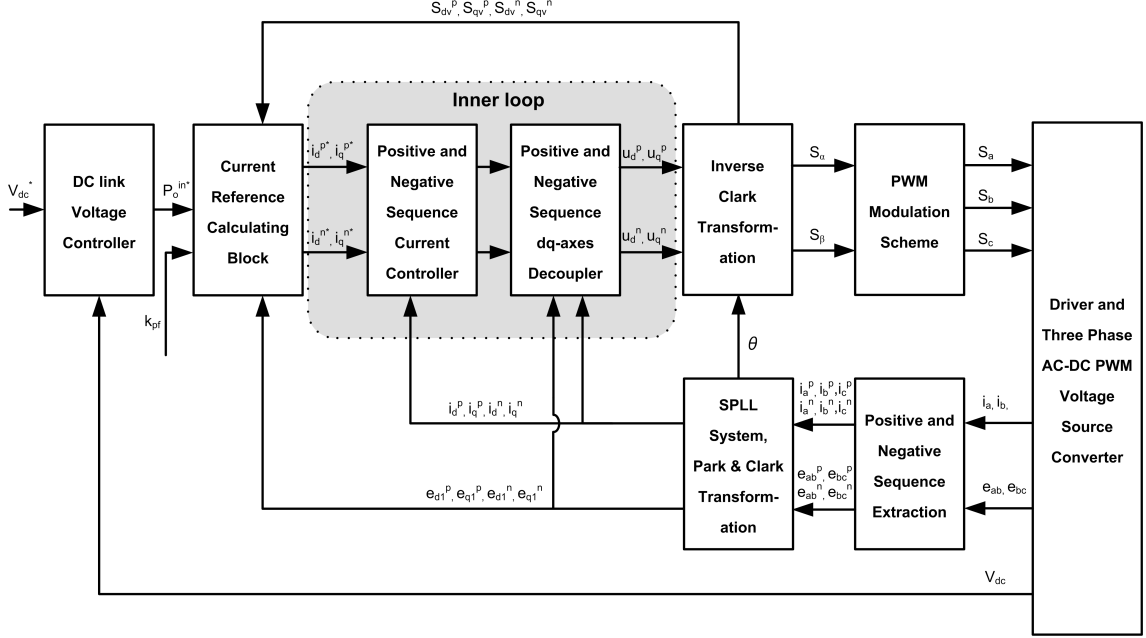 S_dv^p, S_qv^p, S_dv^n, S_qv^n
Inner loop
V_dc^*
DC link
Voltage
Controller
P_o^in*
k_pf
Current
Reference
Calculating
Block
i_d^p*, i_q^p*
i_d^n*, i_q^n*
Positive and
Negative
Sequence
Current
Controller
Positive and
Negative
Sequence
dq-axes
Decoupler
u_d^p, u_q^p
u_d^n, u_q^n
Inverse
Clark
Transform-
ation
S_α
S_β
PWM
Modulation
Scheme
S_a
S_b
S_c
Driver and
Three Phase
AC-DC PWM
Voltage
Source
Converter
θ
i_d^p, i_q^p, i_d^n, i_q^n
e_d1^p, e_q1^p, e_d1^n, e_q1^n
SPLL
System,
Park & Clark
Transform-
ation
i_a^p, i_b^p, i_c^p
i_a^n, i_b^n, i_c^n
e_ab^p, e_bc^p
e_ab^n, e_bc^n
Positive and
Negative
Sequence
Extraction
i_a, i_b,
e_ab, e_bc
V_dc